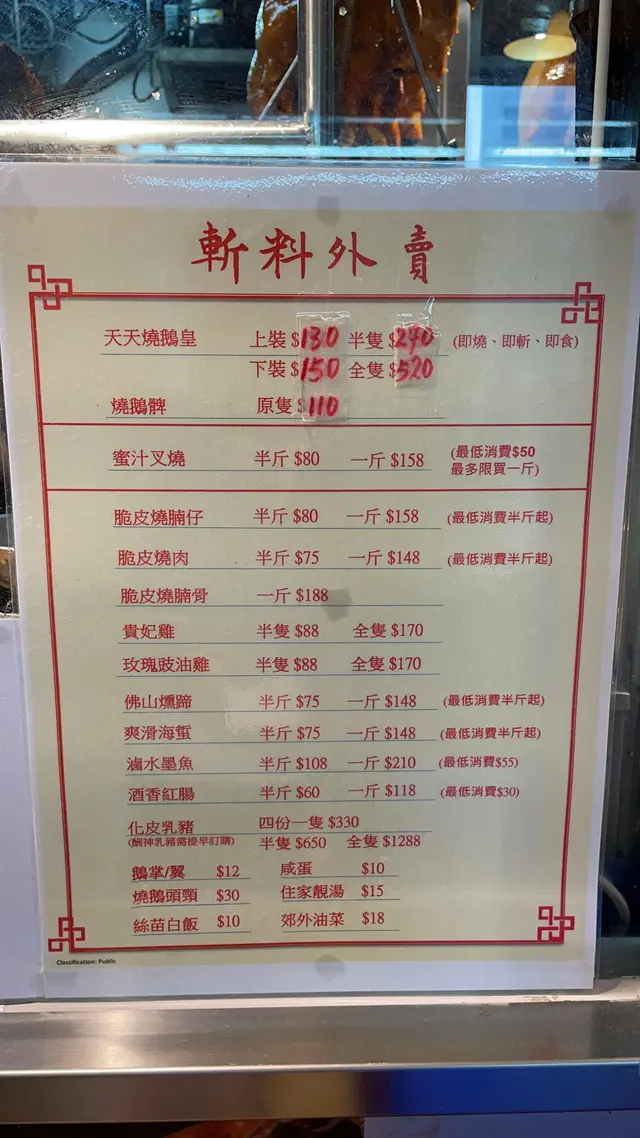 斬料外賣
天天燒鵝皇 上裝 $130 半隻 $270 (即燒、即斬、即食)
下裝 $150 全隻 $520
燒鵝髀 原隻 $110
蜜汁叉燒 半斤 $80 一斤 $158 (最低消費$50
最多限買一斤)
脆皮燒腩仔 半斤 $80 一斤 $158 (最低消費半斤起)
脆皮燒肉 半斤 $75 一斤 $148 (最低消費半斤起)
脆皮燒腩骨 一斤 $188
貴妃雞 半隻 $88 全隻 $170
玫瑰豉油雞 半隻 $88 全隻 $170
佛山燻蹄 半斤 $75 一斤 $148 (最低消費半斤起)
爽滑海蜇 半斤 $75 一斤 $148 (最低消費半斤起)
滷水墨魚 半斤 $108 一斤 $210 (最低消費$55)
酒香紅腸 半斤 $60 一斤 $118 (最低消費$30)
化皮乳豬 四份一隻 $330
(酬神乳豬需提早訂購) 半隻 $650 全隻 $1288
鵝掌/翼 $12 咸蛋 $10
燒鵝頭頸 $30 住家靚湯 $15
絲苗白飯 $10 郊外油菜 $18
Classification: Public